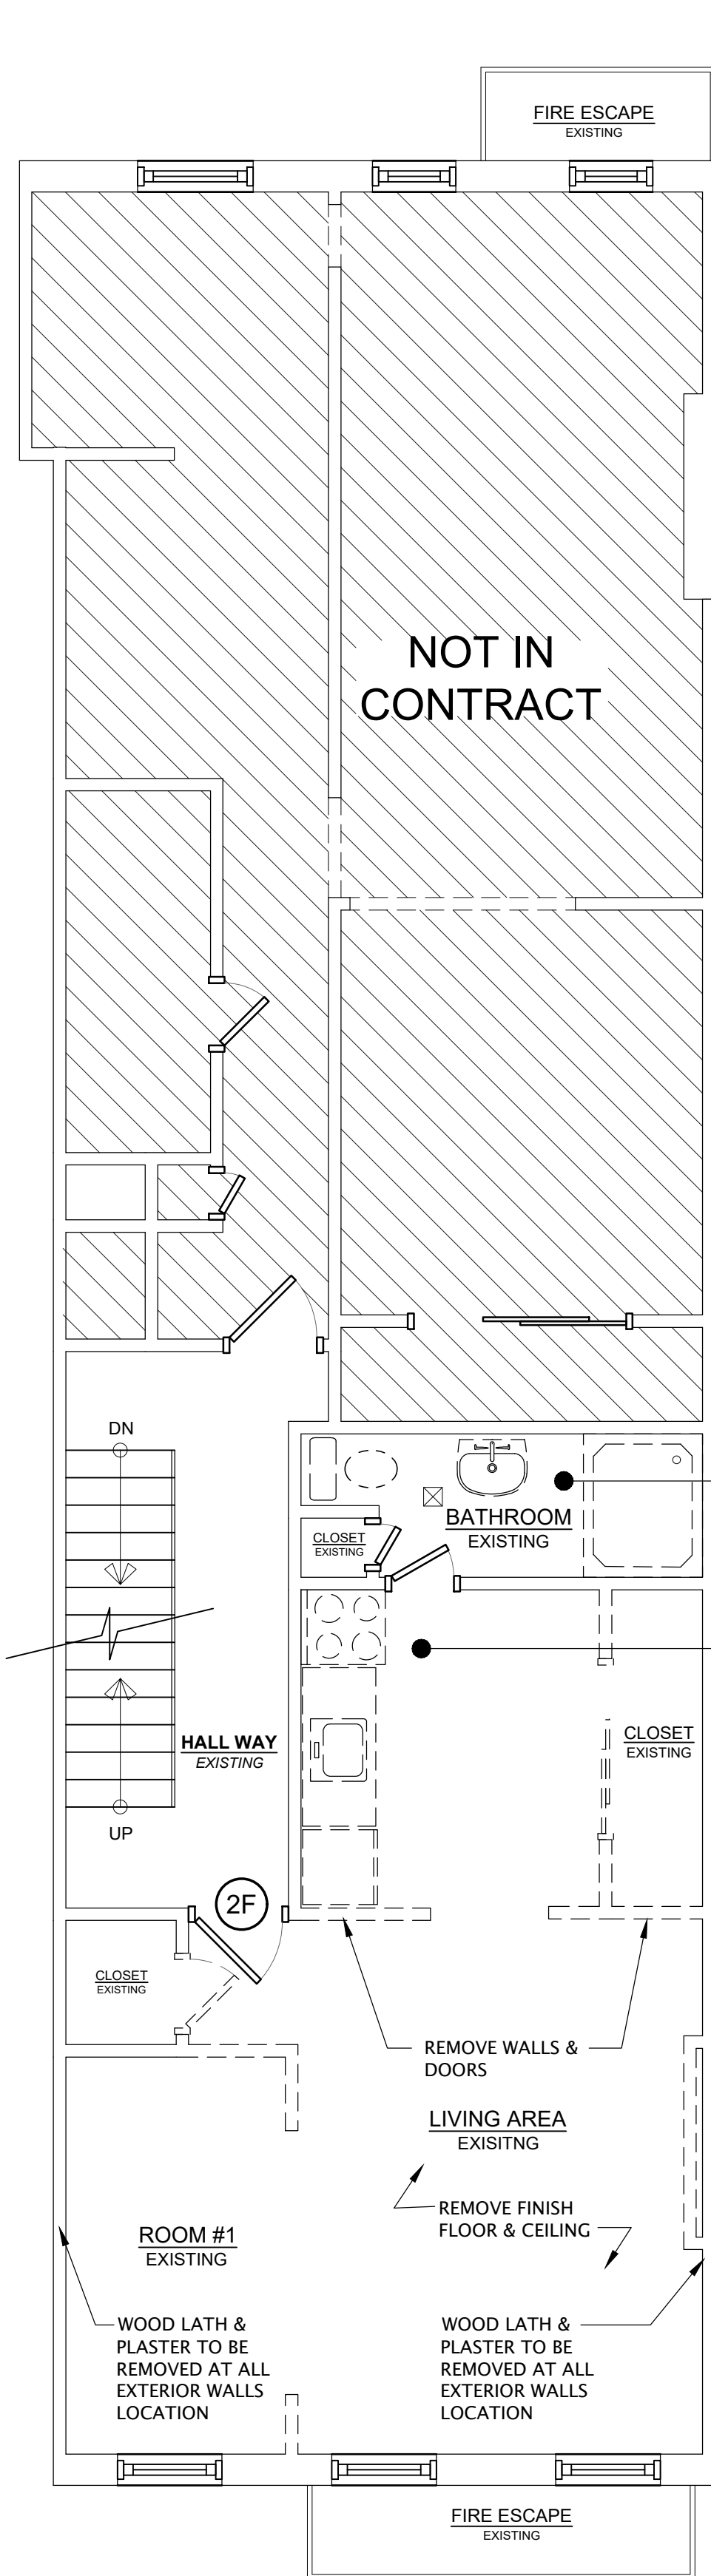 FIRE ESCAPE
EXISTING
NOT IN
CONTRACT
DN
BATHROOM
EXISTING
CLOSET
EXISTING
HALL WAY
EXISTING
CLOSET
EXISTING
UP
2F
CLOSET
EXISTING
REMOVE WALLS &
DOORS
LIVING AREA
EXISITNG
REMOVE FINISH
FLOOR & CEILING
ROOM #1
EXISTING
WOOD LATH &
PLASTER TO BE
REMOVED AT ALL
EXTERIOR WALLS
LOCATION
WOOD LATH &
PLASTER TO BE
REMOVED AT ALL
EXTERIOR WALLS
LOCATION
FIRE ESCAPE
EXISTING